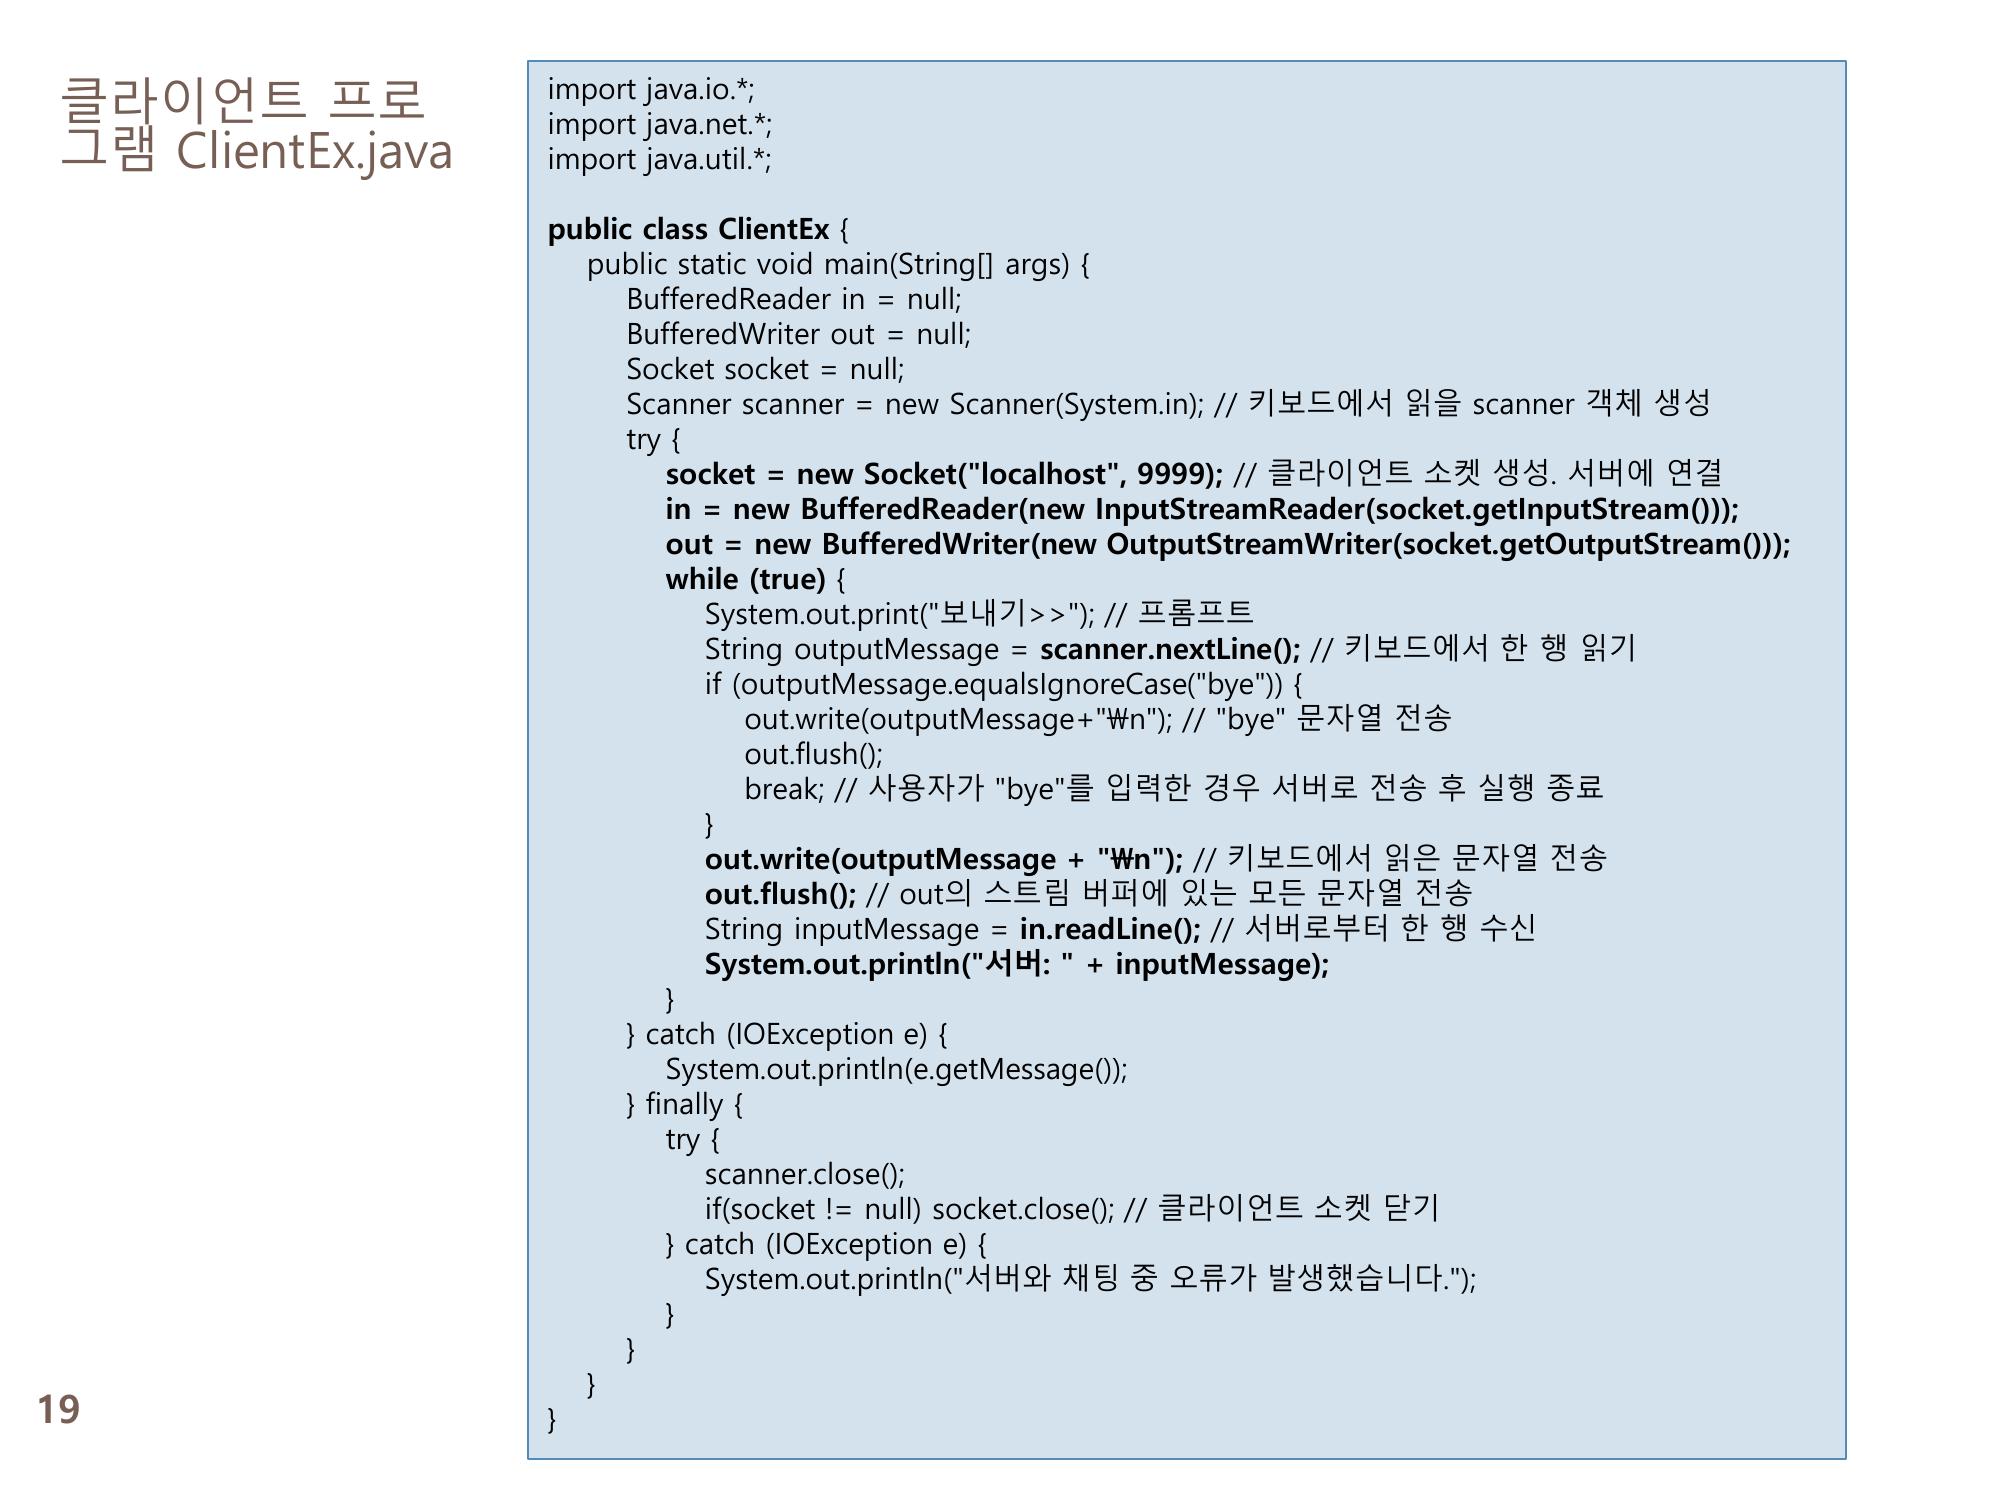 클라이언트 프로
그램 ClientEx.java
import java.io.*;
import java.net.*;
import java.util.*;
public class ClientEx {
public static void main(String[] args) {
BufferedReader in = null;
BufferedWriter out = null;
Socket socket = null;
Scanner scanner = new Scanner(System.in); // 키보드에서 읽을 scanner 객체 생성
try {
socket = new Socket("localhost", 9999); // 클라이언트 소켓 생성. 서버에 연결
in = new BufferedReader(new InputStreamReader(socket.getInputStream()));
out = new BufferedWriter(new OutputStreamWriter(socket.getOutputStream()));
while (true) {
System.out.print("보내기>>"); // 프롬프트
String outputMessage = scanner.nextLine(); // 키보드에서 한 행 읽기
if (outputMessage.equalsIgnoreCase("bye")) {
out.write(outputMessage+"₩n"); // "bye" 문자열 전송
out.flush();
break; // 사용자가 "bye"를 입력한 경우 서버로 전송 후 실행 종료
}
out.write(outputMessage + "₩n"); // 키보드에서 읽은 문자열 전송
out.flush(); // out의 스트림 버퍼에 있는 모든 문자열 전송
String inputMessage = in.readLine(); // 서버로부터 한 행 수신
System.out.println("서버: " + inputMessage);
}
} catch (IOException e) {
System.out.println(e.getMessage());
} finally {
try {
scanner.close();
if(socket != null) socket.close(); // 클라이언트 소켓 닫기
} catch (IOException e) {
System.out.println("서버와 채팅 중 오류가 발생했습니다.");
}
}
}
}
19